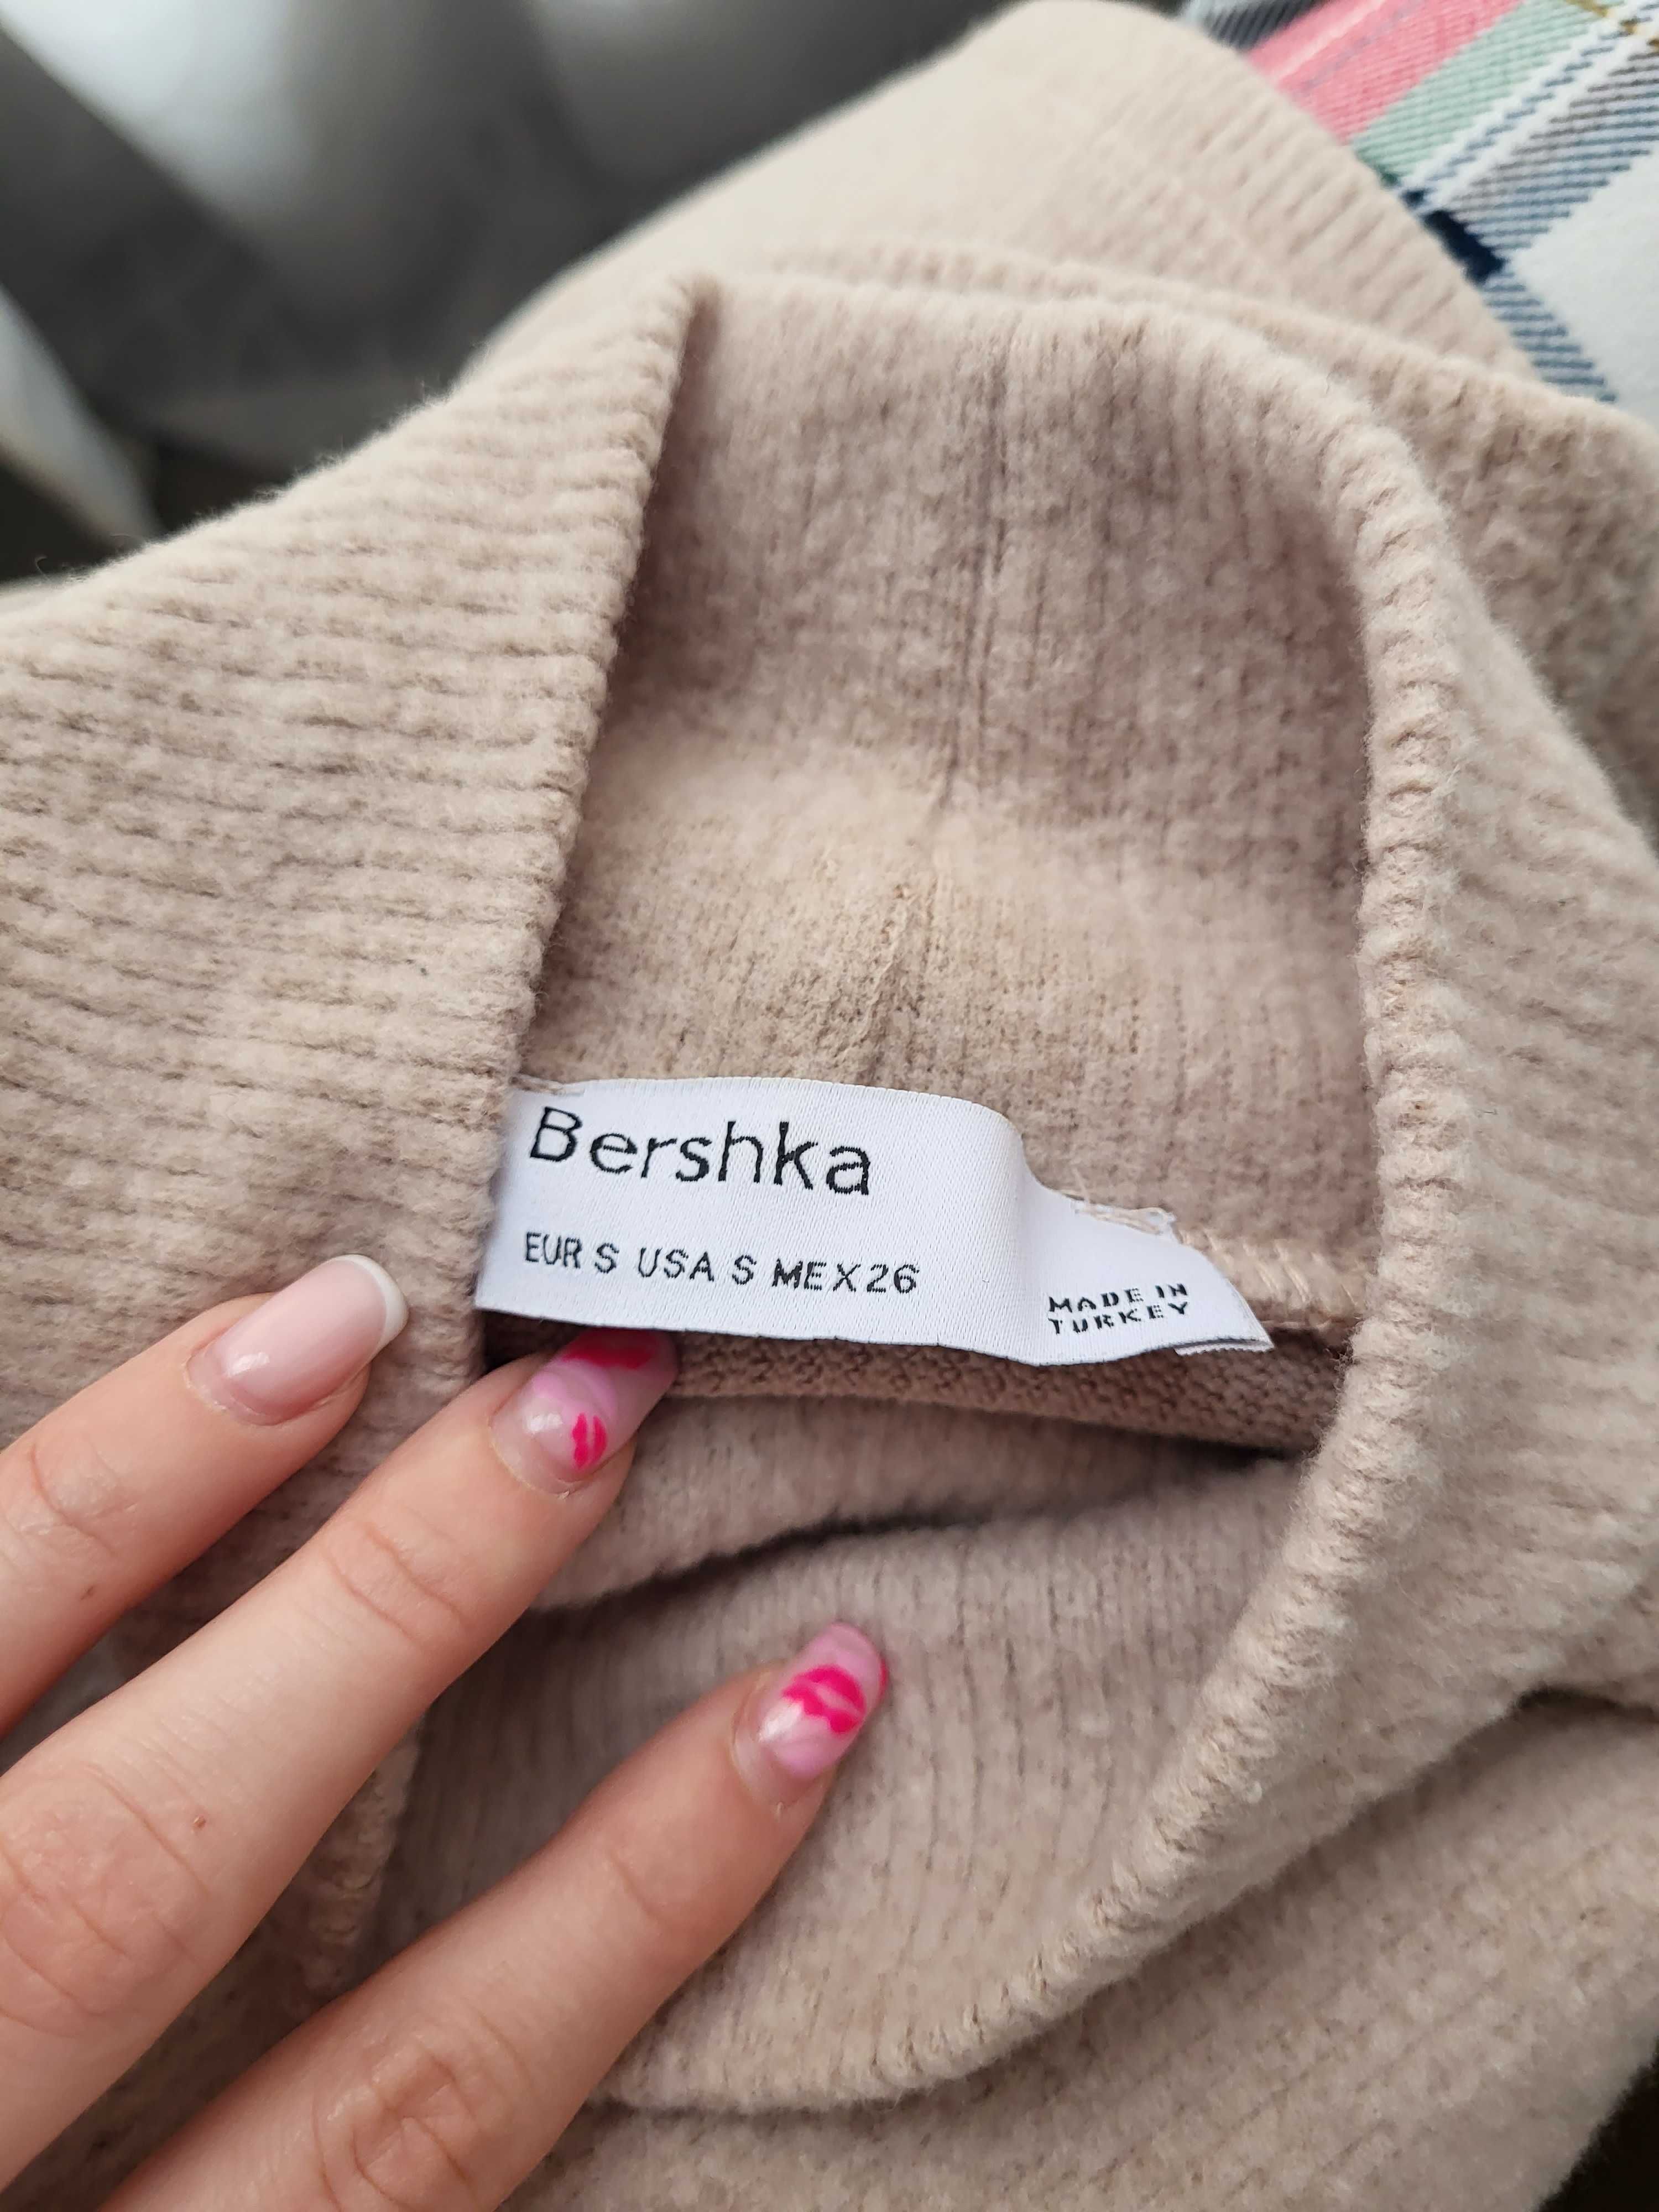 Bershka
EUR S USA S MEX 26
MADE IN
TURKEY